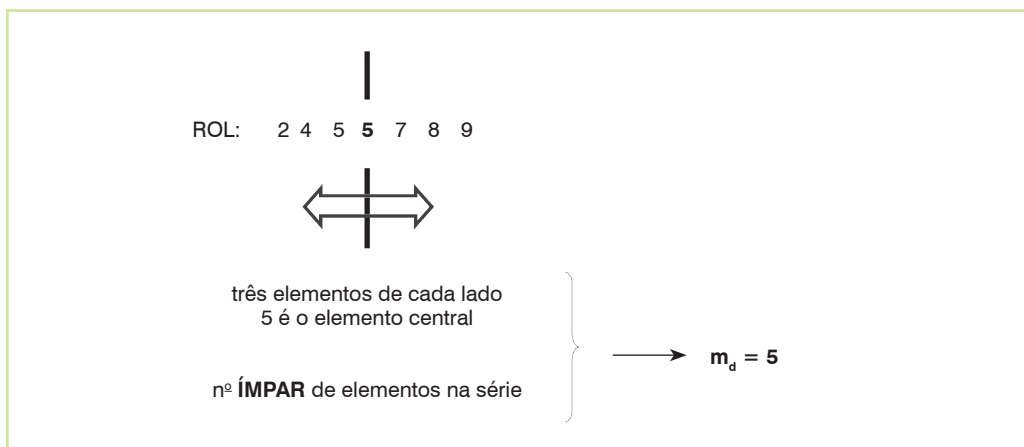 ROL: 2 4 5 5 7 8 9
três elementos de cada lado
5 é o elemento central
nº ÍMPAR de elementos na série
md = 5